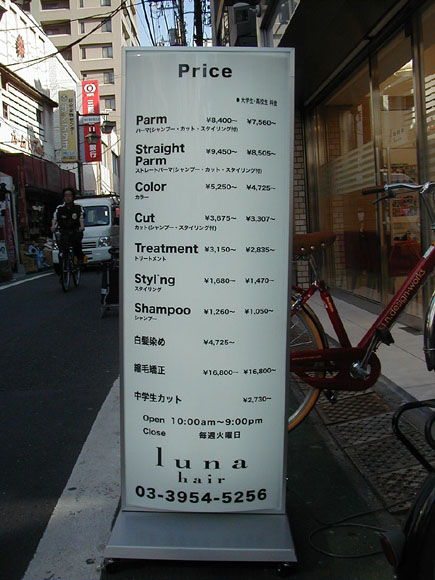 Price
●大学生・高校生 料金
Parm ¥8,400~ ¥7,560~
パーマ(シャンプー・カット・スタイリング付)
Straight
Parm ¥9,450~ ¥8,505~
ストレートパーマ(シャンプー・カット・スタイリング付)
Color ¥5,250~ ¥4,725~
カラー
Cut ¥3,675~ ¥3,307~
カット(シャンプー・スタイリング付)
Treatment ¥3,150~ ¥2,835~
トリートメント
Styling ¥1,680~ ¥1,470~
スタイリング
Shampoo ¥1,260~ ¥1,050~
シャンプー
白髪染め ¥4,725~
縮毛矯正 ¥16,800~ ¥16,800~
中学生カット ¥2,730~
Open 10:00am~9:00pm
Close 毎週火曜日
luna
hair
03-3954-5256
luna